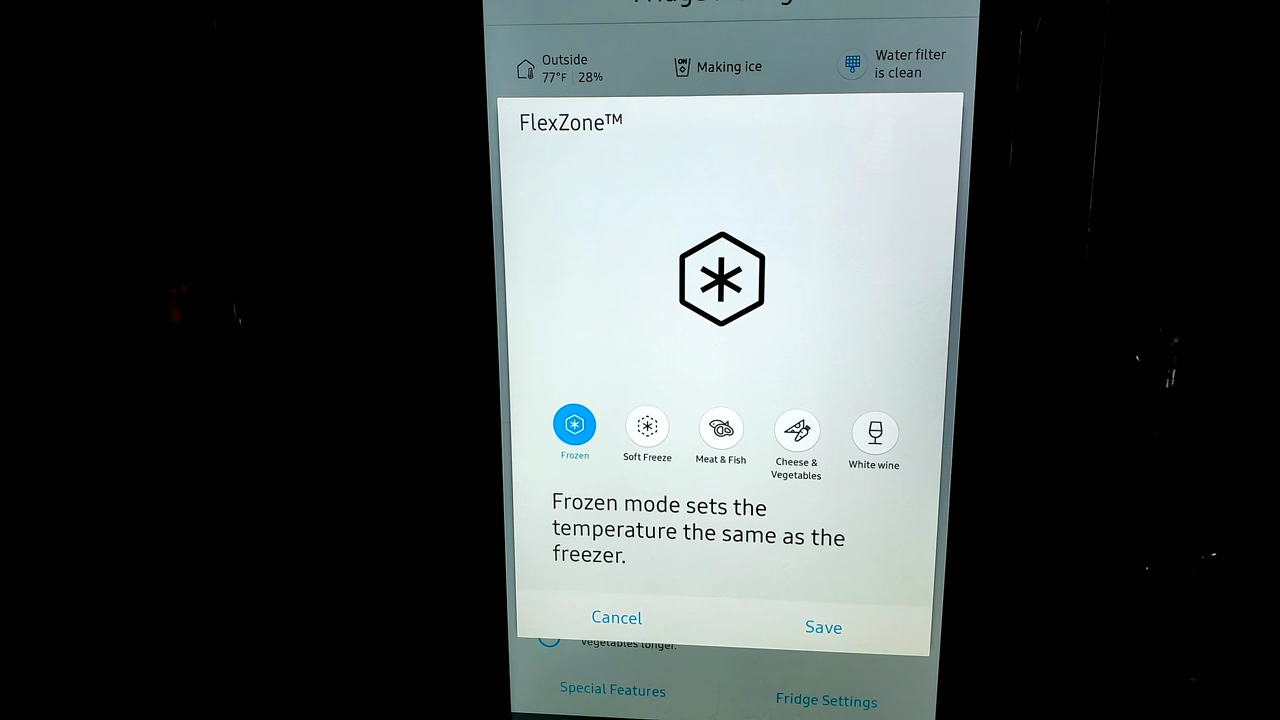 Outside
77°F 28%
Making ice
Water filter
is clean
FlexZone™
Frozen
Soft Freeze
Meat & Fish
Cheese &
Vegetables
White wine
Frozen mode sets the
temperature the same as the
freezer.
Cancel
Save
vegetables longer.
Special Features
Fridge Settings